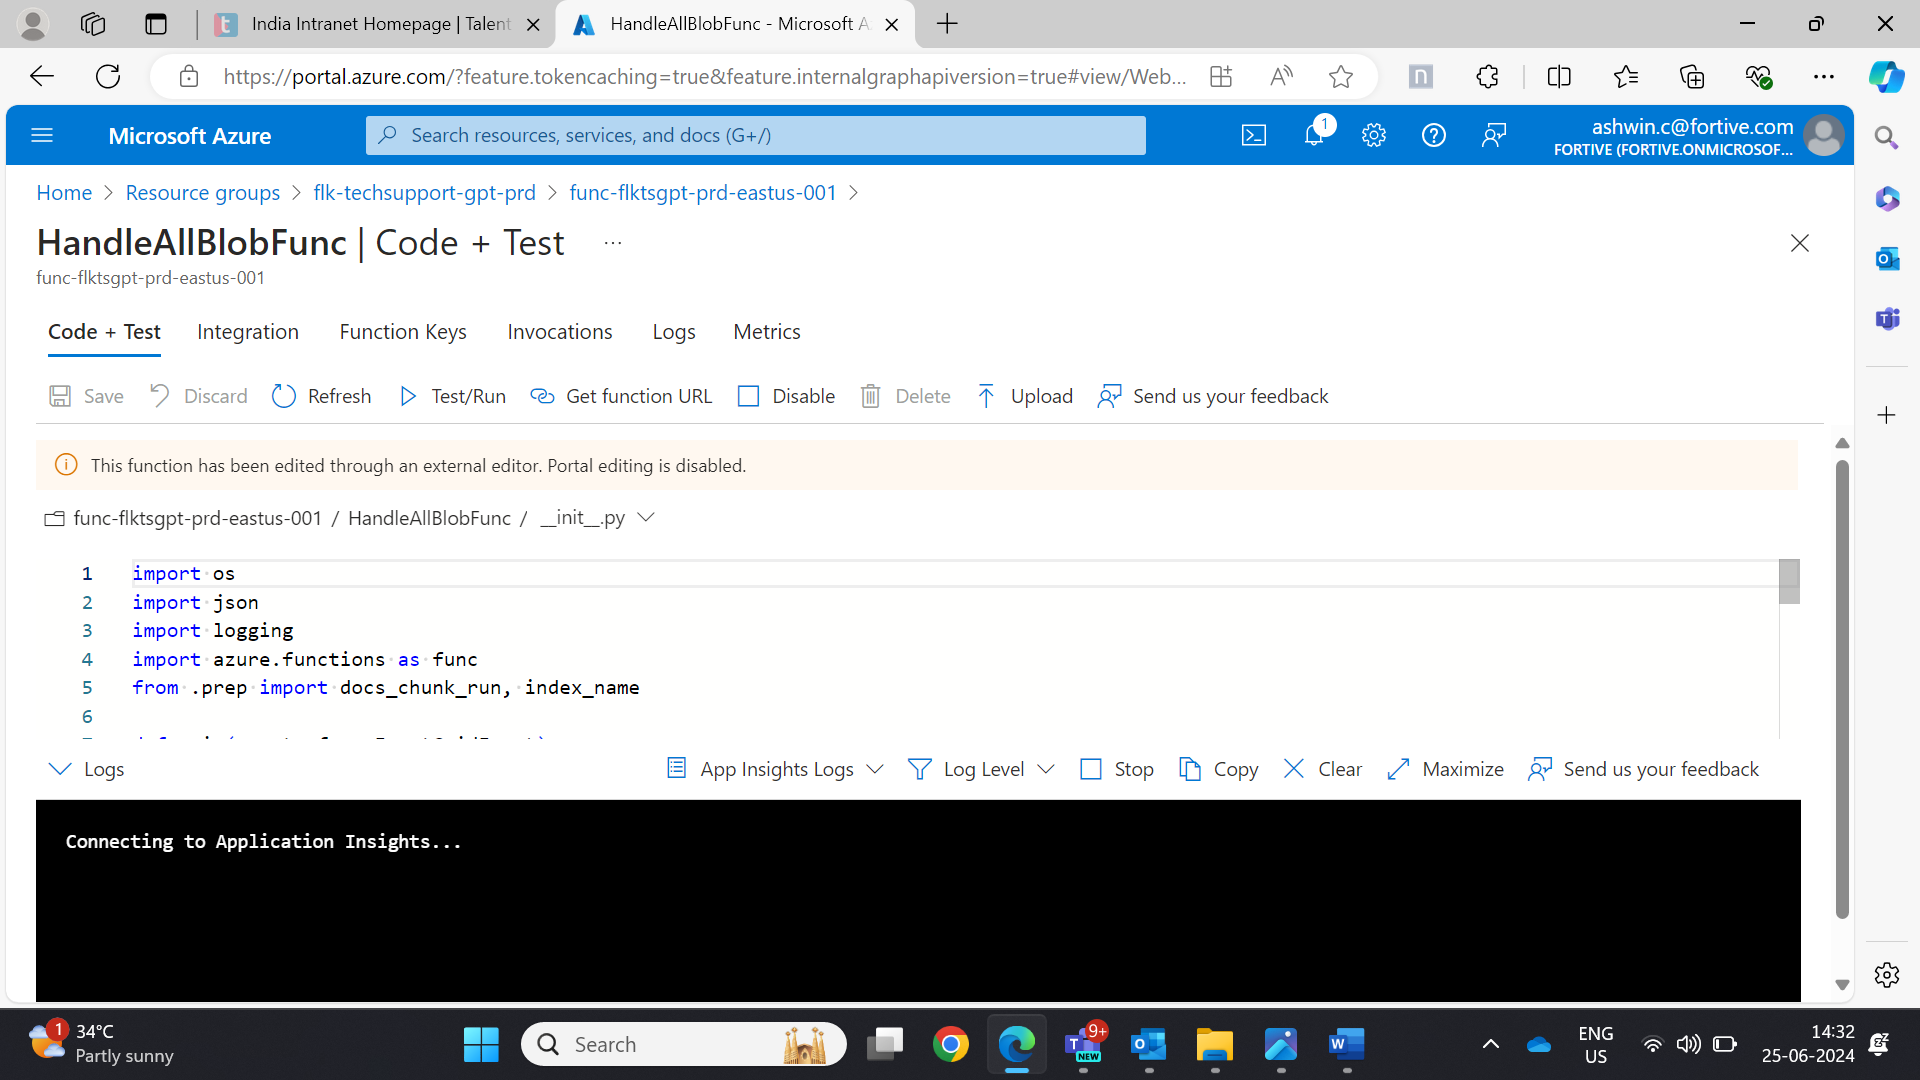 India Intranet Homepage | Talent
HandleAllBlobFunc - Microsoft A
https://portal.azure.com/?feature.tokencaching=true&feature.internalgraphapiversion=true#view/Web...
Microsoft Azure
Search resources, services, and docs (G+/)
1
ashwin.c@fortive.com
FORTIVE (FORTIVE.ONMICROSOF...
Home > Resource groups > flk-techsupport-gpt-prd > func-flktsgpt-prd-eastus-001 >
HandleAllBlobFunc | Code + Test ...
func-flktsgpt-prd-eastus-001
Code + Test Integration Function Keys Invocations Logs Metrics
Save Discard Refresh Test/Run Get function URL Disable Delete Upload Send us your feedback
This function has been edited through an external editor. Portal editing is disabled.
func-flktsgpt-prd-eastus-001 / HandleAllBlobFunc / __init__.py
1 import os
2 import json
3 import logging
4 import azure.functions as func
5 from .prep import docs_chunk_run, index_name
6
Logs App Insights Logs Log Level Stop Copy Clear Maximize Send us your feedback
Connecting to Application Insights...
1
34°C
Partly sunny
Search
9+
NEW
ENG
US
14:32
25-06-2024